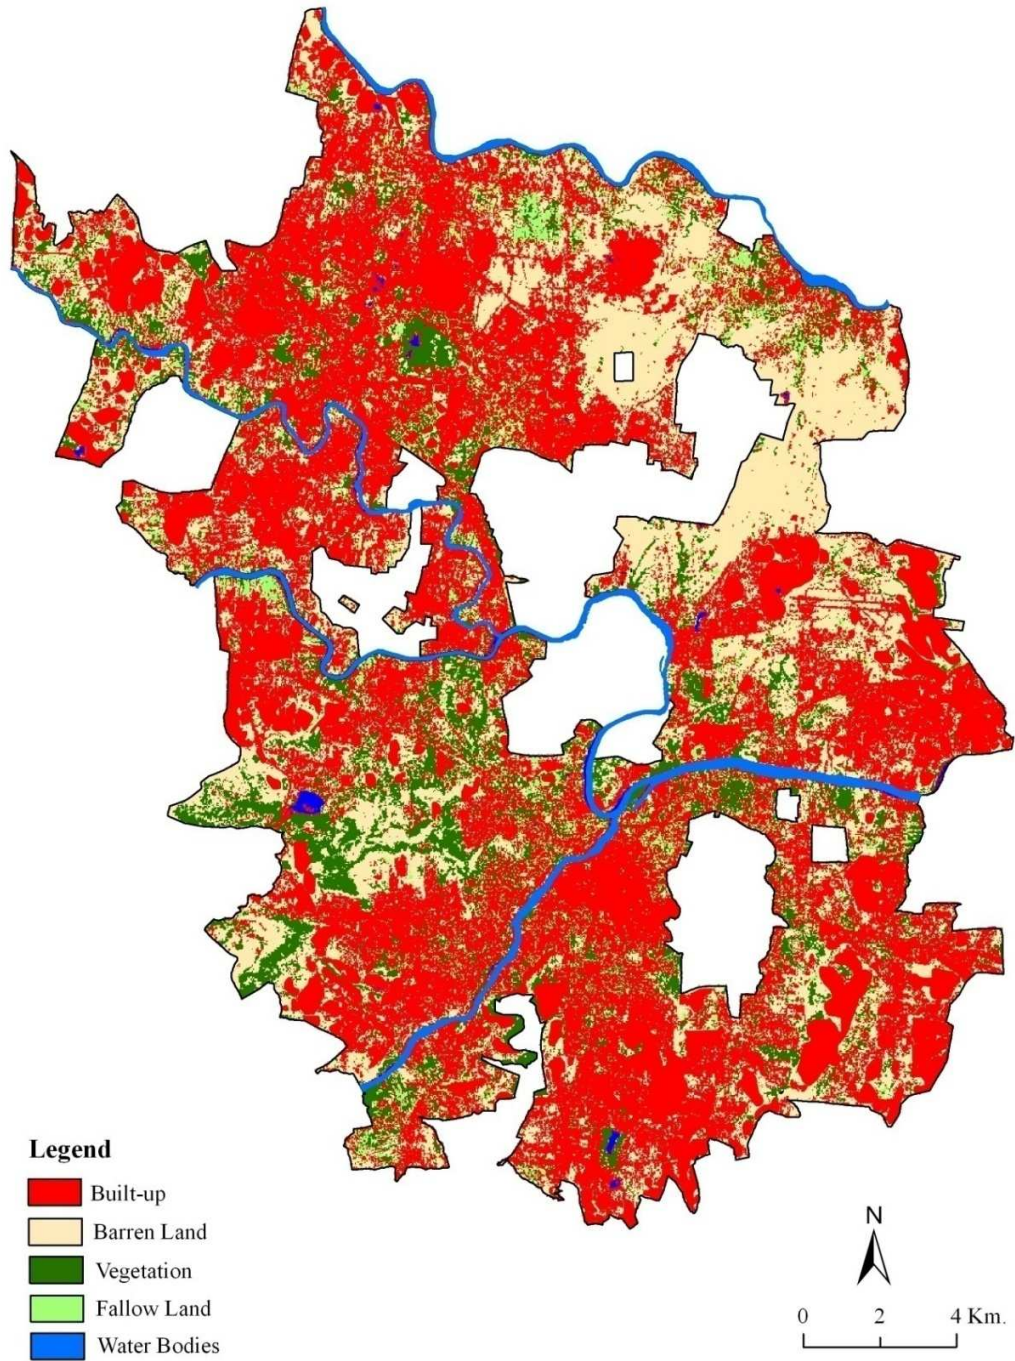 Legend
Built-up
Barren Land
Vegetation
Fallow Land
Water Bodies
N
0 2 4 Km.